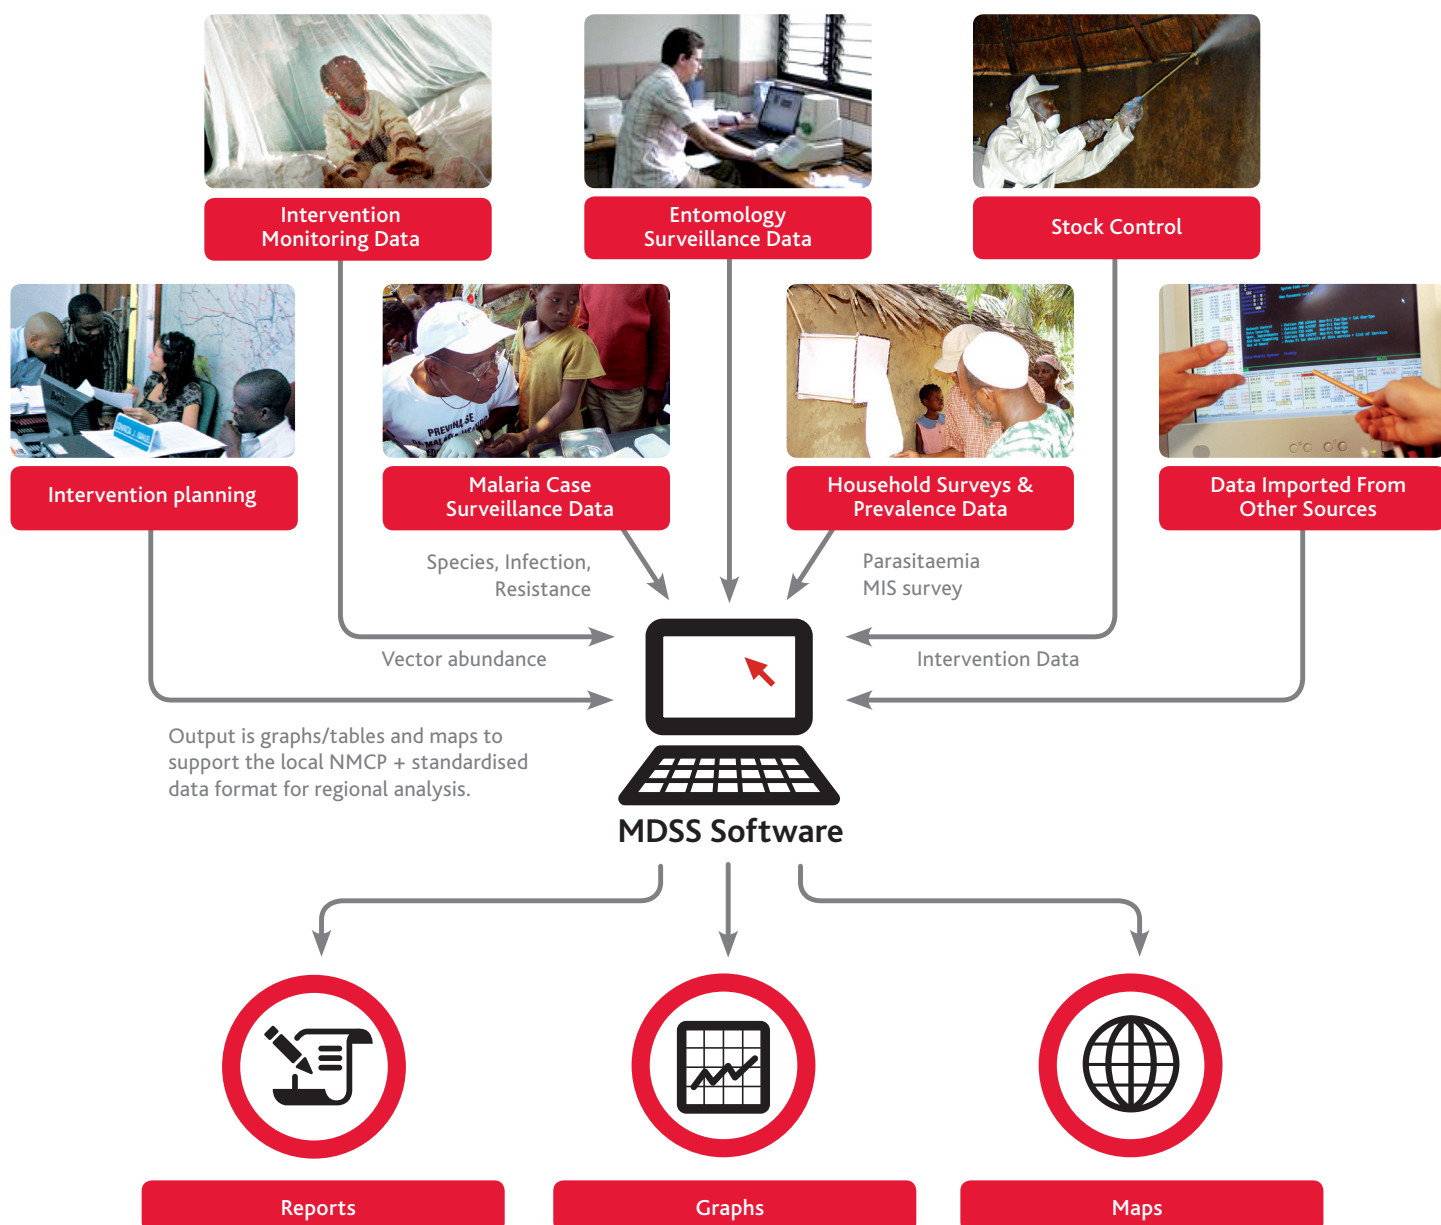 Intervention
Monitoring Data
Entomology
Surveillance Data
Stock Control
PREVINA-SE
Intervention planning
Malaria Case
Surveillance Data
Household Surveys &
Prevalence Data
Data Imported From
Other Sources
Species, Infection,
Resistance
Parasitaemia
MIS survey
Vector abundance
Intervention Data
Output is graphs/tables and maps to
support the local NMCP + standardised
data format for regional analysis.
MDSS Software
Reports
Graphs
Maps